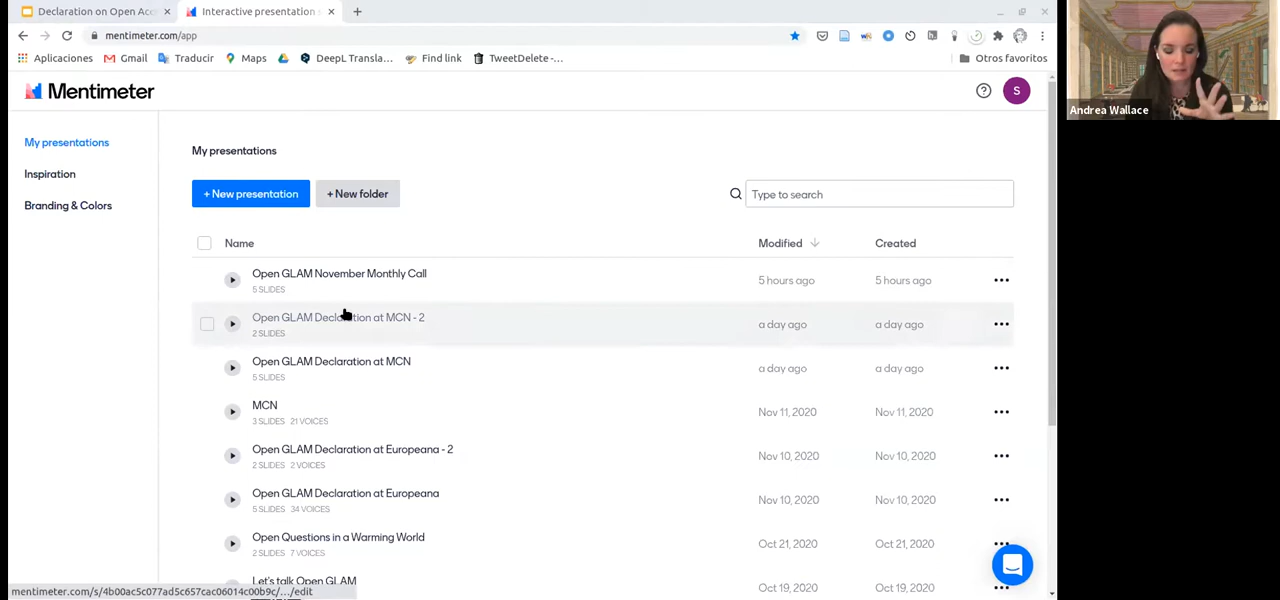 Declaration on Open Acc
Interactive presentation s
mentimeter.com/app
Aplicaciones Gmail Traducir Maps DeepL Transla... Find link TweetDelete -... Otros favoritos
Mentimeter
S
Andrea Wallace
My presentations
Inspiration
Branding & Colors
My presentations
+ New presentation
+ New folder
Type to search
Name Modified Created
Open GLAM November Monthly Call
5 SLIDES
5 hours ago 5 hours ago
Open GLAM Declaration at MCN - 2
2 SLIDES
a day ago a day ago
Open GLAM Declaration at MCN
5 SLIDES
a day ago a day ago
MCN
3 SLIDES 21 VOICES
Nov 11, 2020 Nov 11, 2020
Open GLAM Declaration at Europeana - 2
2 SLIDES 2 VOICES
Nov 10, 2020 Nov 10, 2020
Open GLAM Declaration at Europeana
5 SLIDES 34 VOICES
Nov 10, 2020 Nov 10, 2020
Open Questions in a Warming World
2 SLIDES 7 VOICES
Oct 21, 2020 Oct 21, 2020
Let's talk Open GLAM
Oct 19, 2020 Oct 19, 2020
mentimeter.com/s/4b00ac5c077ad5c657cac06014c00b9c/.../edit